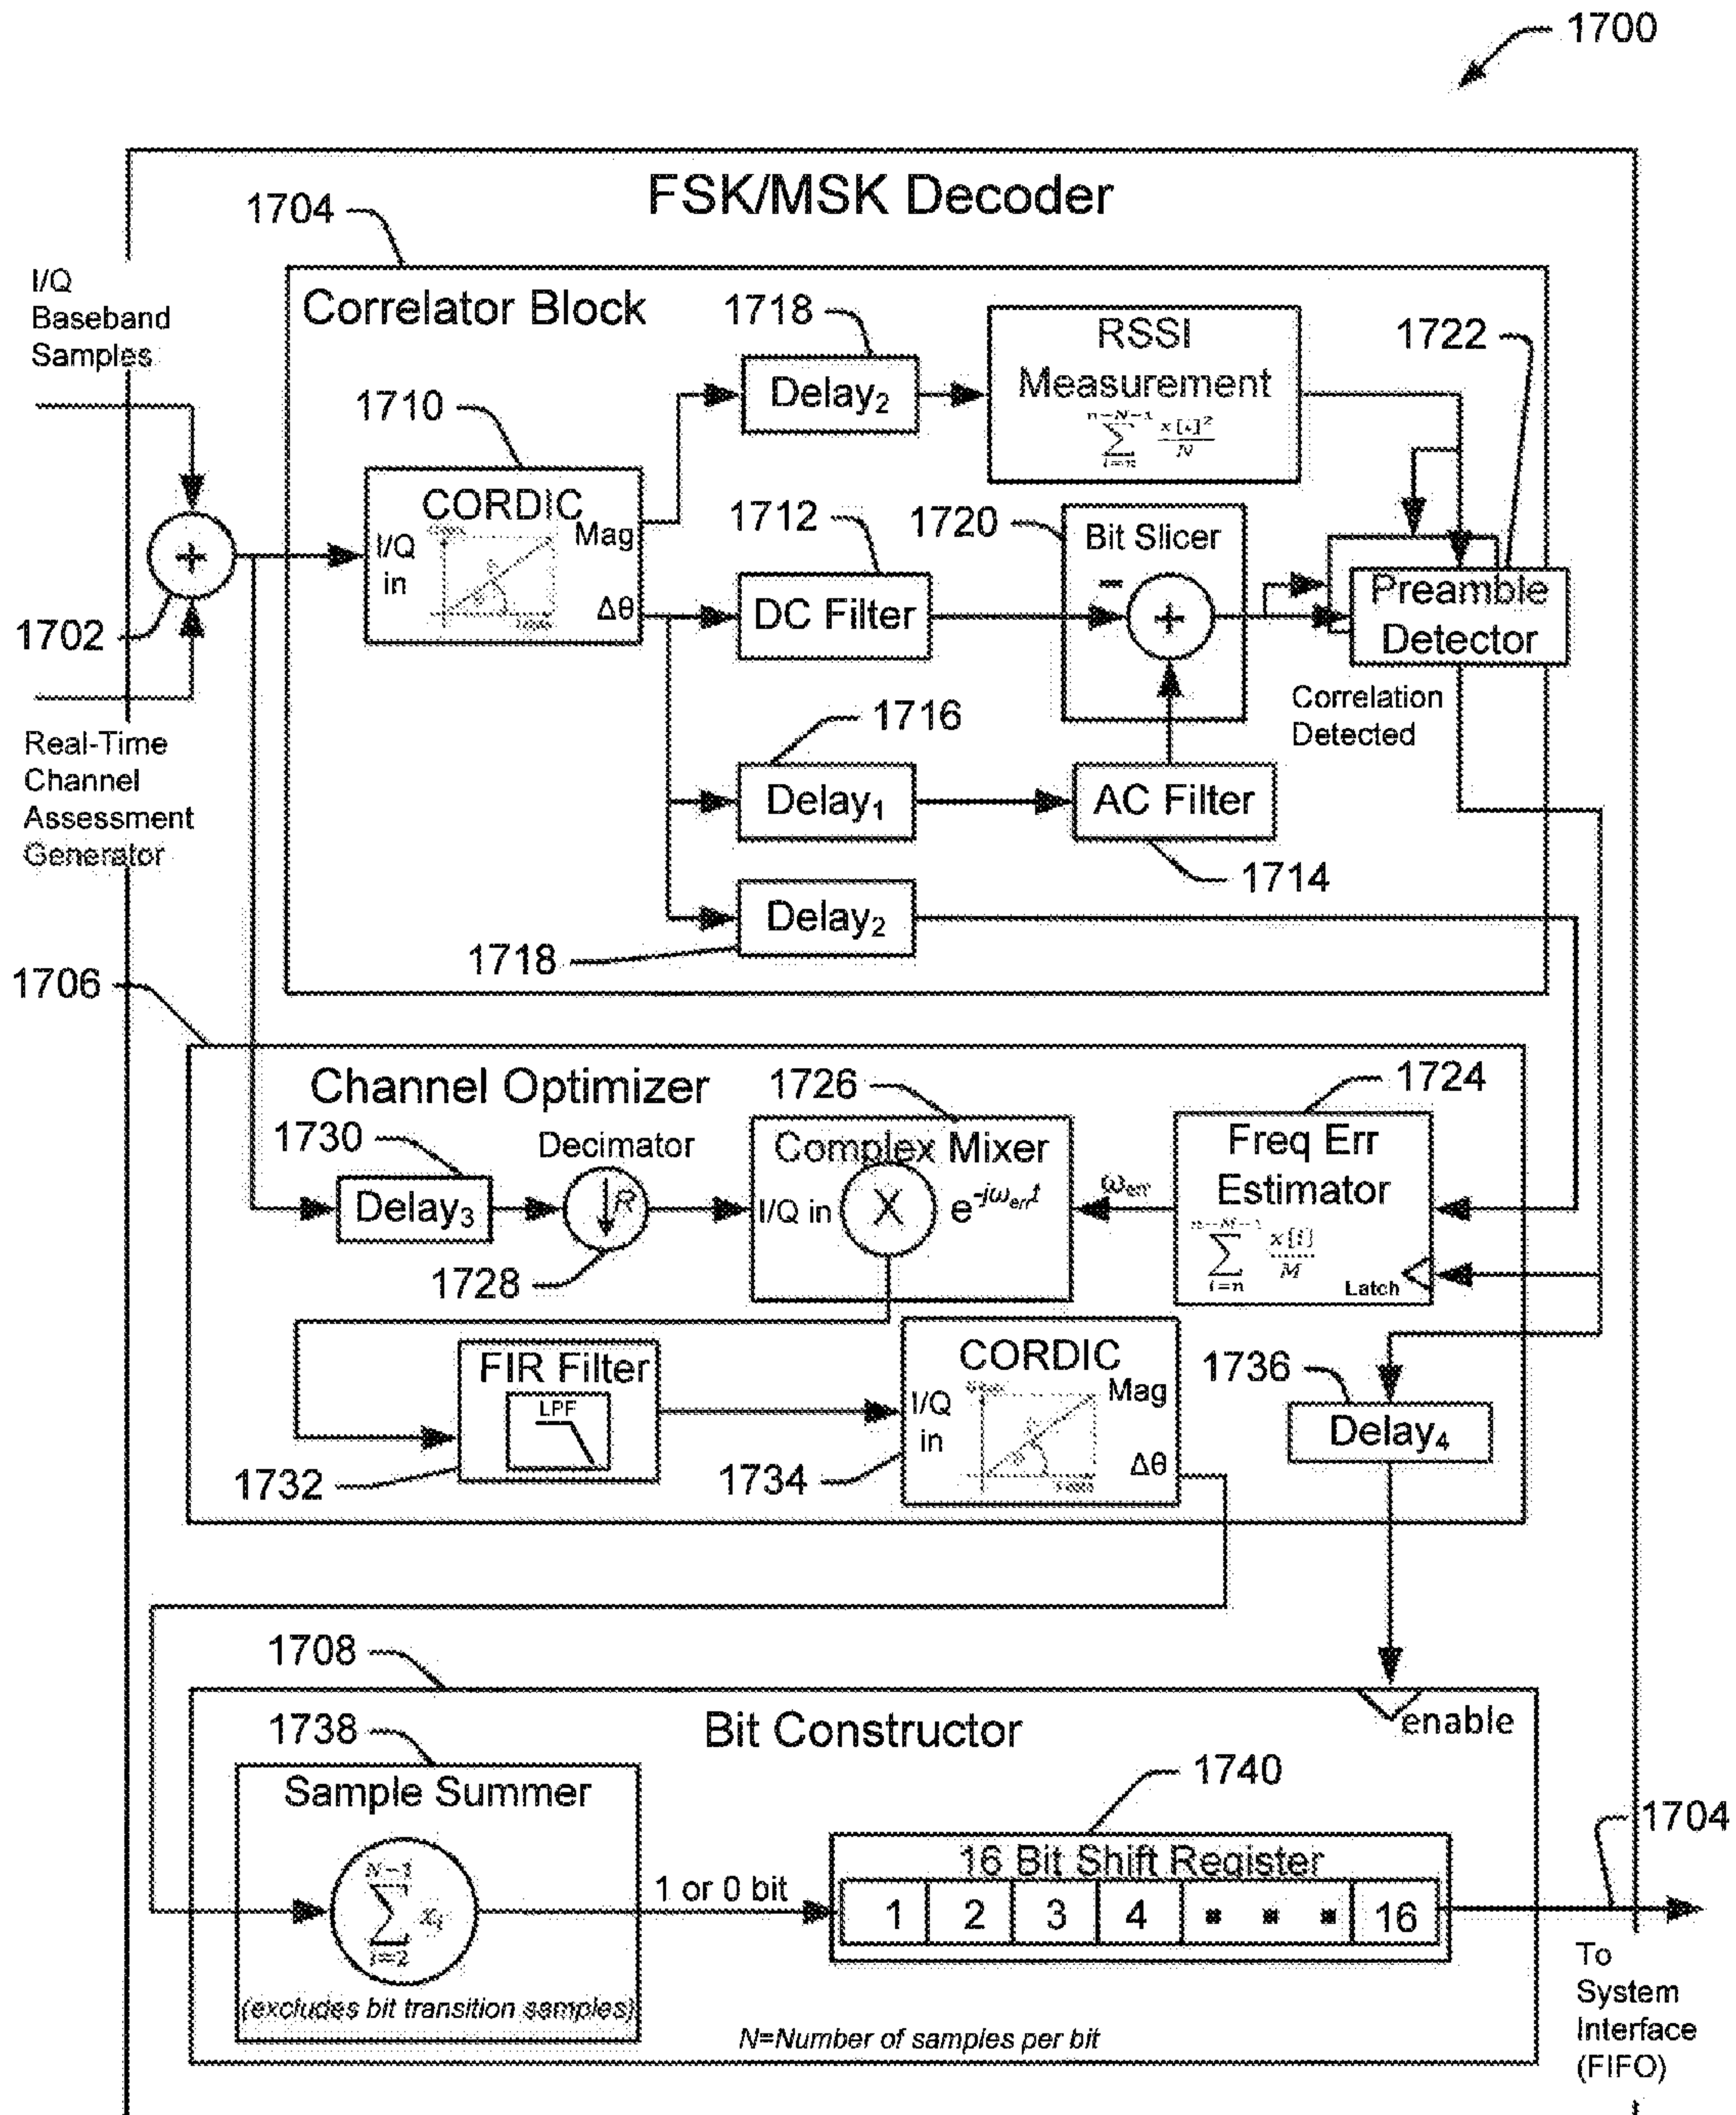 1700
FSK/MSK Decoder
1704
I/Q
Baseband
Samples
Correlator Block
1718
RSSI
Measurement
1722
Delay₂
1710
CORDIC
Mag
I/Q
in
Δθ
1712
DC Filter
1720
Bit Slicer
-
+
Preamble
Detector
+
1702
Correlation
Detected
Real-Time
Channel
Assessment
Generator
1716
Delay₁
AC Filter
1714
Delay₂
1718
1706
Channel Optimizer
1726
1724
1730
Decimator
Complex Mixer
Freq Err
Estimator
Delay₃
↓R
I/Q in
X
e^-jω_err t
ω_err
Latch
1728
FIR Filter
LPF
1732
CORDIC
Mag
I/Q
in
Δθ
1734
1736
Delay₄
1708
Bit Constructor
enable
1738
Sample Summer
1740
1704
16 Bit Shift Register
1 or 0 bit
1 2 3 4 ▪ ▪ ▪ 16
N-1
∑ xᵢ
i=2
(excludes bit transition samples)
N=Number of samples per bit
To
System
Interface
(FIFO)